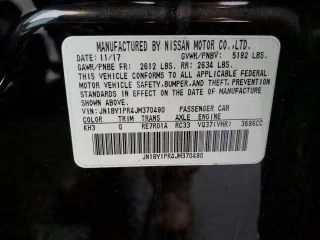 MANUFACTURED BY NISSAN MOTOR CO.,LTD.
DATE: 11/17 GVWR/PNBV: 5192 LBS.
GAWR/PNBE FR: 2612 LBS RR: 2634 LBS.
THIS VEHICLE CONFORMS TO ALL APPLICABLE FEDERAL
MOTOR VEHICLE SAFETY,BUMPER,AND THEFT PREVENTION
STANDARDS IN EFFECT ON THE DATE OF MANUFACTURE
SHOWN ABOVE.
VIN: JN1BY1PR4JM370490 PASSENGER CAR
COLOR TRIM TRANS AXLE ENGINE
KH3 G RE7R01A RC33 VQ37(VHR) 3696CC
JN1BY1PR4JM370490